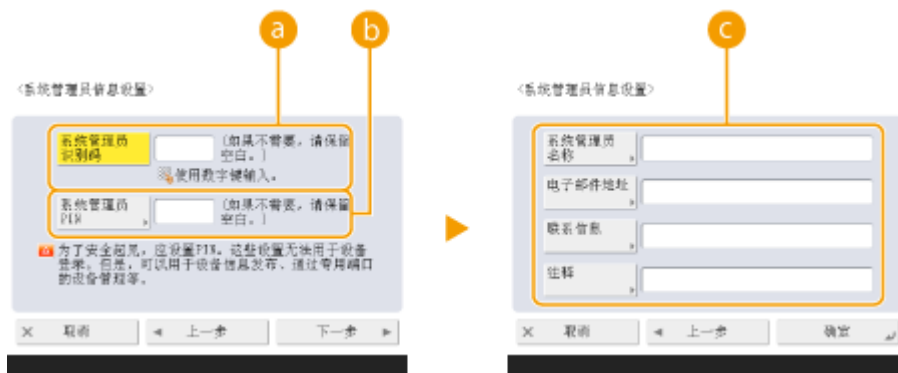 a
b
c
<系统管理员信息设置>
系统管理员
识别码
(如果不需要，请保留
空白。)
使用数字键输入。
系统管理员
PIN
(如果不需要，请保留
空白。)
为了安全起见，应设置PIN。这些设置无法用于设备
登录。但是，可以用于设备信息发布、通过专用端口
的设备管理等。
× 取消
◀ 上一步
下一步 ▶
<系统管理员信息设置>
系统管理员
名称
电子邮件地址
联系信息
注释
× 取消
◀ 上一步
确定